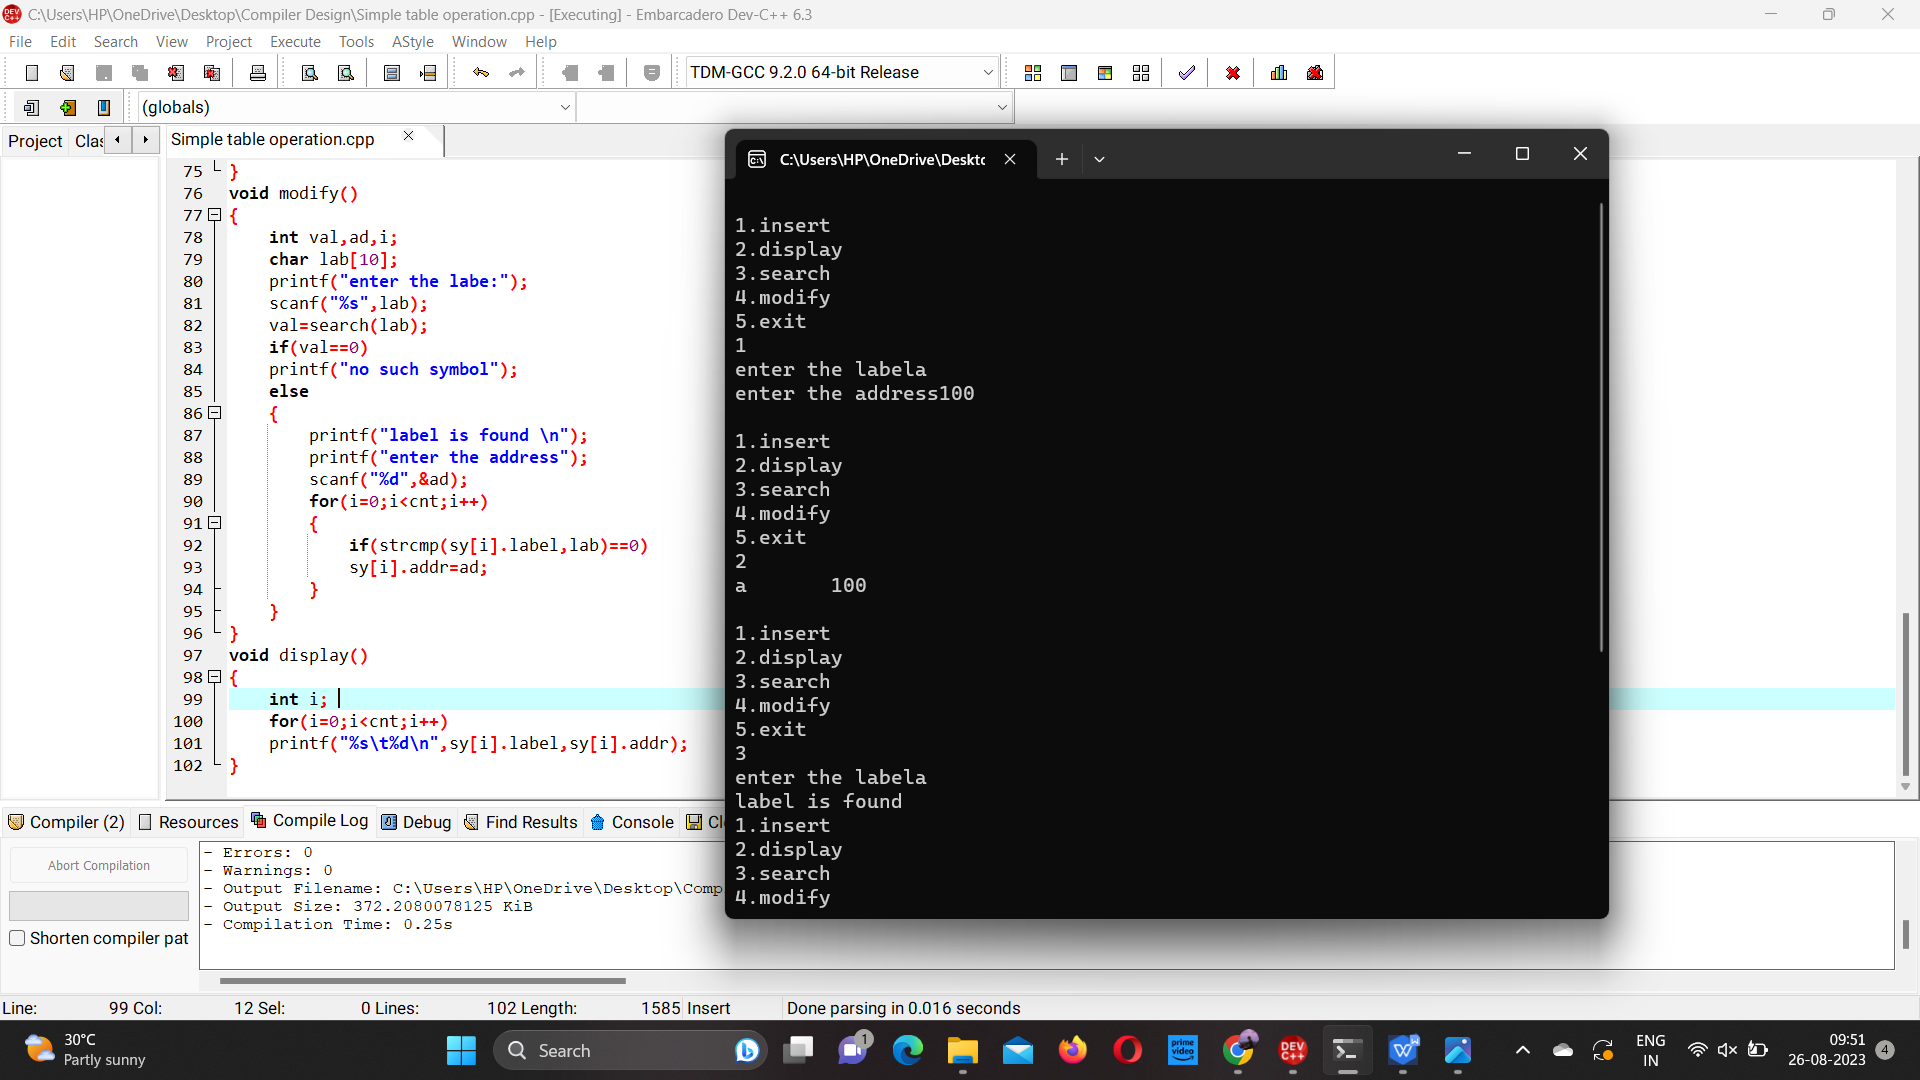 C:\Users\HP\OneDrive\Desktop\Compiler Design\Simple table operation.cpp - [Executing] - Embarcadero Dev-C++ 6.3
File Edit Search View Project Execute Tools AStyle Window Help
TDM-GCC 9.2.0 64-bit Release
(globals)
Project Clas Simple table operation.cpp
75 }
76 void modify()
77 {
78 int val,ad,i;
79 char lab[10];
80 printf("enter the labe:");
81 scanf("%s",lab);
82 val=search(lab);
83 if(val==0)
84 printf("no such symbol");
85 else
86 {
87 printf("label is found \n");
88 printf("enter the address");
89 scanf("%d",&ad);
90 for(i=0;i<cnt;i++)
91 {
92 if(strcmp(sy[i].label,lab)==0)
93 sy[i].addr=ad;
94 }
95 }
96 }
97 void display()
98 {
99 int i;
100 for(i=0;i<cnt;i++)
101 printf("%s\t%d\n",sy[i].label,sy[i].addr);
102 }
C:\Users\HP\OneDrive\Deskto
1.insert
2.display
3.search
4.modify
5.exit
1
enter the labela
enter the address100
1.insert
2.display
3.search
4.modify
5.exit
2
a 100
1.insert
2.display
3.search
4.modify
5.exit
3
enter the labela
label is found
1.insert
2.display
3.search
4.modify
Compiler (2) Resources Compile Log Debug Find Results Console Cl
Abort Compilation
Shorten compiler pat
- Errors: 0
- Warnings: 0
- Output Filename: C:\Users\HP\OneDrive\Desktop\Comp
- Output Size: 372.2080078125 KiB
- Compilation Time: 0.25s
Line: 99 Col: 12 Sel: 0 Lines: 102 Length: 1585 Insert Done parsing in 0.016 seconds
30°C
Partly sunny
Search
1
prime video
DEV C++
W
ENG
IN
09:51
26-08-2023
4